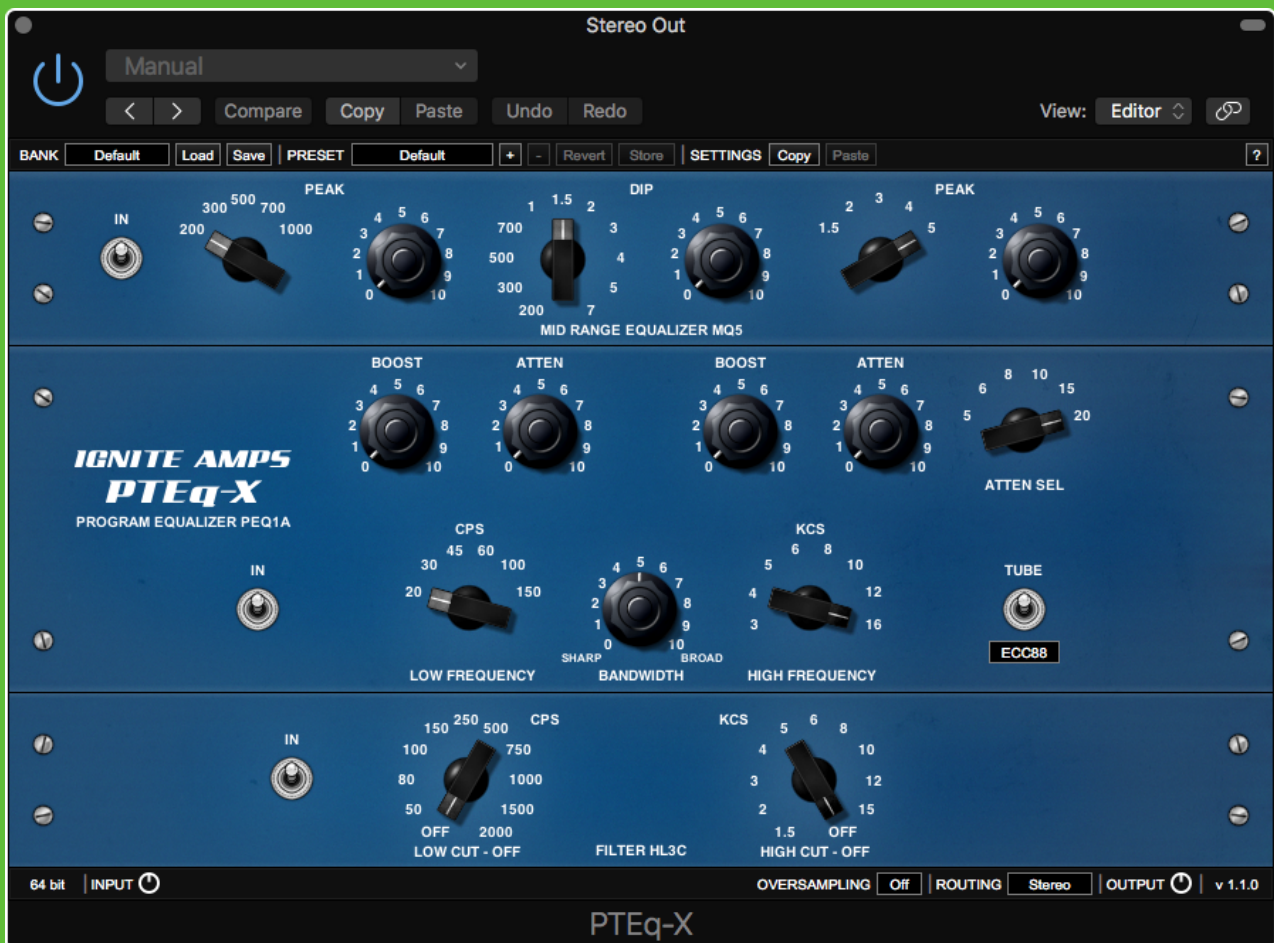 Stereo Out
Manual
Compare Copy Paste Undo Redo View: Editor
BANK Default Load Save PRESET Default + - Revert Store SETTINGS Copy Paste ?
IN
200 300 500 700 1000
PEAK
0 1 2 3 4 5 6 7 8 9 10
200 300 500 700 1 1.5 2 3 4 5 7
DIP
0 1 2 3 4 5 6 7 8 9 10
1.5 2 3 4 5
PEAK
0 1 2 3 4 5 6 7 8 9 10
MID RANGE EQUALIZER MQ5
BOOST
0 1 2 3 4 5 6 7 8 9 10
ATTEN
0 1 2 3 4 5 6 7 8 9 10
BOOST
0 1 2 3 4 5 6 7 8 9 10
ATTEN
0 1 2 3 4 5 6 7 8 9 10
5 6 8 10 15 20
ATTEN SEL
IGNITE AMPS
PTEq-X
PROGRAM EQUALIZER PEQ1A
IN
CPS
20 30 45 60 100 150
LOW FREQUENCY
0 1 2 3 4 5 6 7 8 9 10
SHARP BROAD
BANDWIDTH
KCS
3 4 5 6 8 10 12 16
HIGH FREQUENCY
TUBE
ECC88
IN
CPS
OFF 50 80 100 150 250 500 750 1000 1500 2000
LOW CUT - OFF
FILTER HL3C
KCS
1.5 2 3 4 5 6 8 10 12 15 OFF
HIGH CUT - OFF
64 bit INPUT OVERSAMPLING Off ROUTING Stereo OUTPUT v 1.1.0
PTEq-X